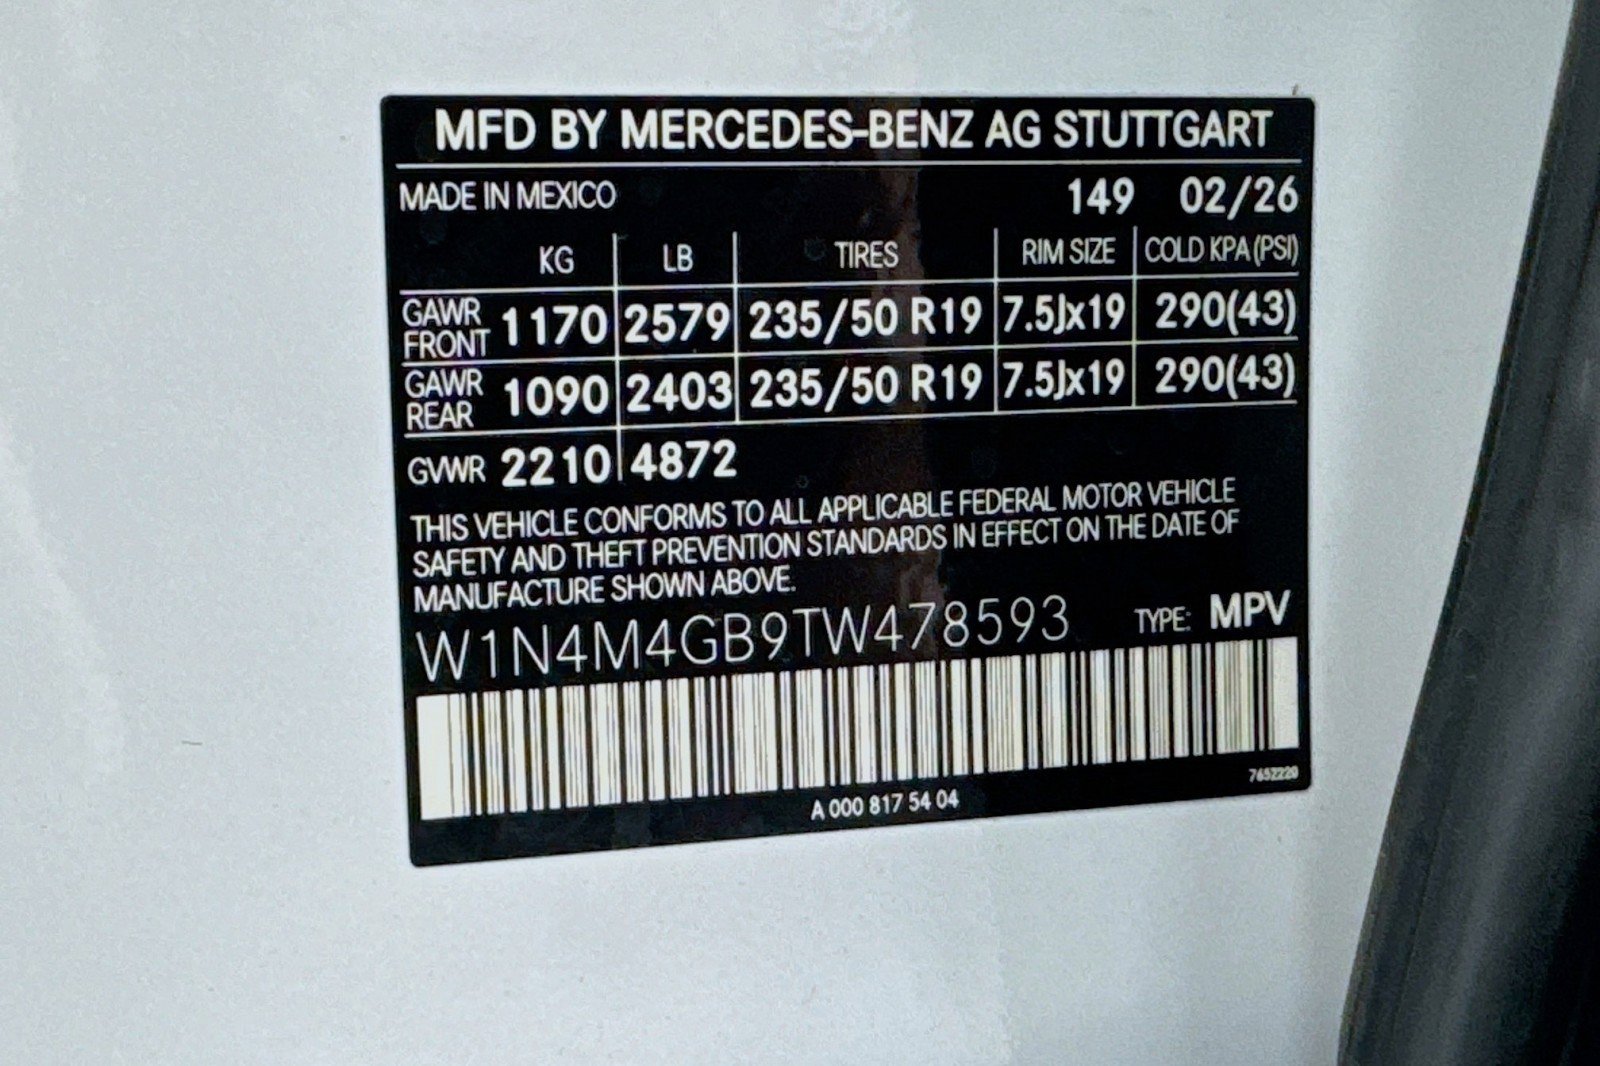 MFD BY MERCEDES-BENZ AG STUTTGART
MADE IN MEXICO 149 02/26
KG LB TIRES RIM SIZE COLD KPA(PSI)
GAWR FRONT 1170 2579 235/50 R19 7.5Jx19 290(43)
GAWR REAR 1090 2403 235/50 R19 7.5Jx19 290(43)
GVWR 2210 4872
THIS VEHICLE CONFORMS TO ALL APPLICABLE FEDERAL MOTOR VEHICLE
SAFETY AND THEFT PREVENTION STANDARDS IN EFFECT ON THE DATE OF
MANUFACTURE SHOWN ABOVE.
W1N4M4GB9TW478593 TYPE: MPV
7652220
A 000 817 54 04